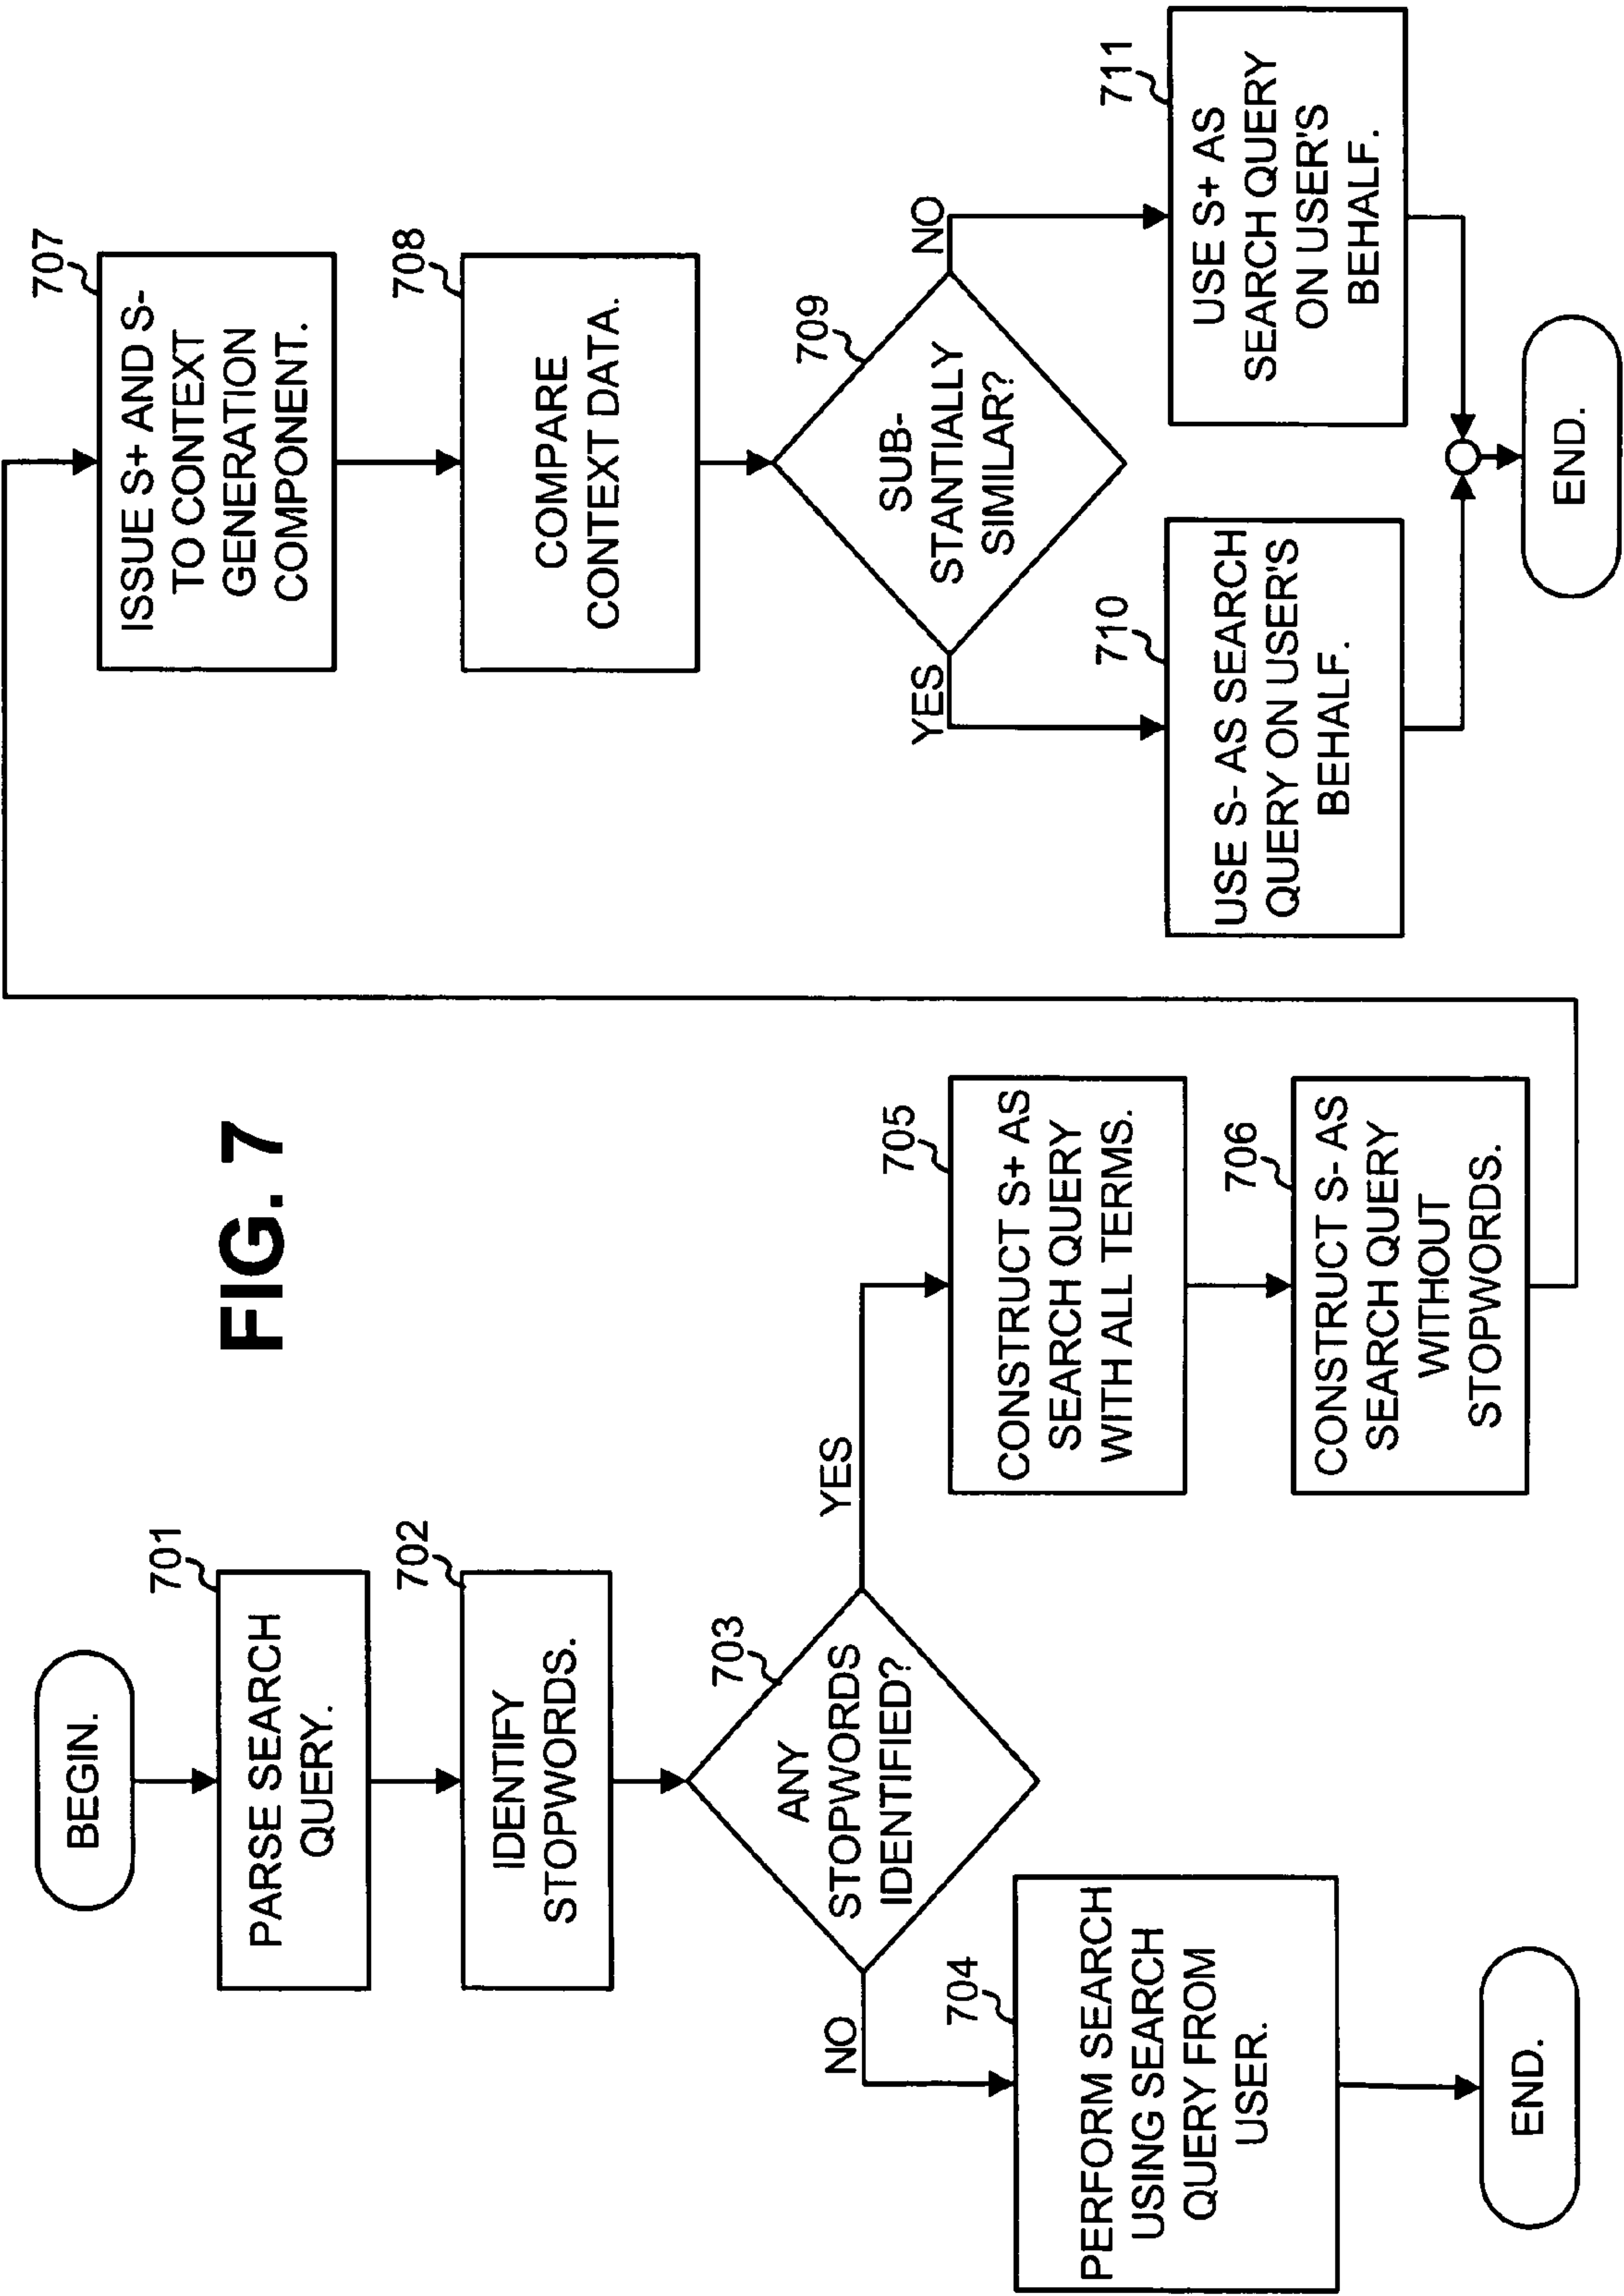 FIG. 7
BEGIN.
701
PARSE SEARCH
QUERY.
702
IDENTIFY
STOPWORDS.
703
ANY
STOPWORDS
IDENTIFIED?
NO
YES
704
PERFORM SEARCH
USING SEARCH
QUERY FROM
USER.
END.
705
CONSTRUCT S+ AS
SEARCH QUERY
WITH ALL TERMS.
706
CONSTRUCT S- AS
SEARCH QUERY
WITHOUT
STOPWORDS.
707
ISSUE S+ AND S-
TO CONTEXT
GENERATION
COMPONENT.
708
COMPARE
CONTEXT DATA.
709
SUB-
STANTIALLY
SIMILAR?
YES
NO
710
USE S- AS SEARCH
QUERY ON USER'S
BEHALF.
711
USE S+ AS
SEARCH QUERY
ON USER'S
BEHALF.
END.